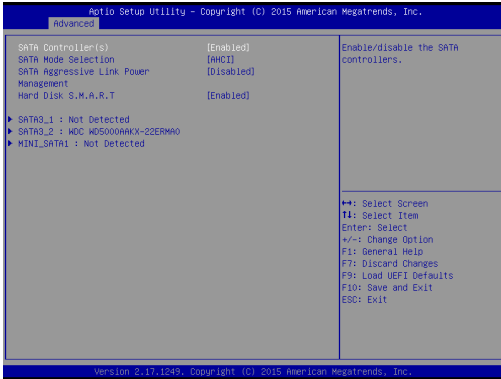 Aptio Setup Utility – Copyright (C) 2015 American Megatrends, Inc.
Advanced
SATA Controller(s) [Enabled]
SATA Mode Selection [AHCI]
SATA Aggressive Link Power [Disabled]
Management
Hard Disk S.M.A.R.T [Enabled]
SATA3_1 : Not Detected
SATA3_2 : WDC WD5000AAKX-22ERMA0
MINI_SATA1 : Not Detected
Enable/disable the SATA
controllers.
↔: Select Screen
↑↓: Select Item
Enter: Select
+/-: Change Option
F1: General Help
F7: Discard Changes
F9: Load UEFI Defaults
F10: Save and Exit
ESC: Exit
Version 2.17.1249. Copyright (C) 2015 American Megatrends, Inc.